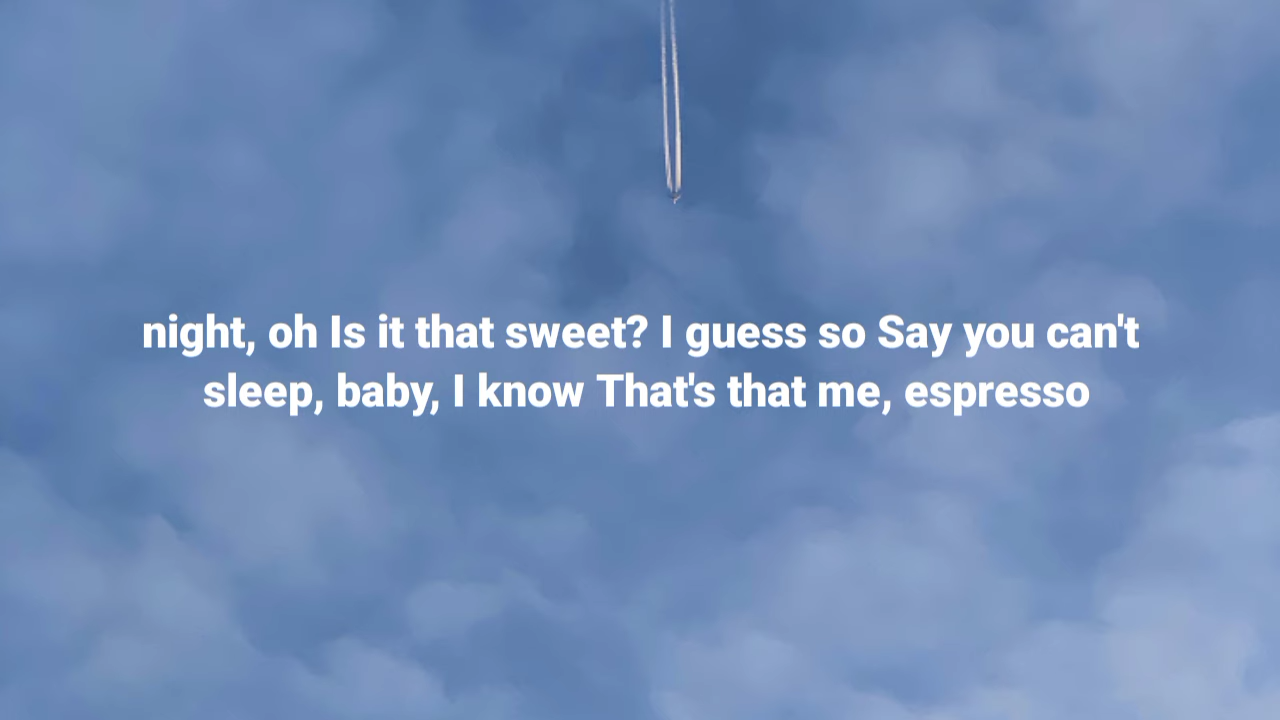 night, oh Is it that sweet? I guess so Say you can't
sleep, baby, I know That's that me, espresso